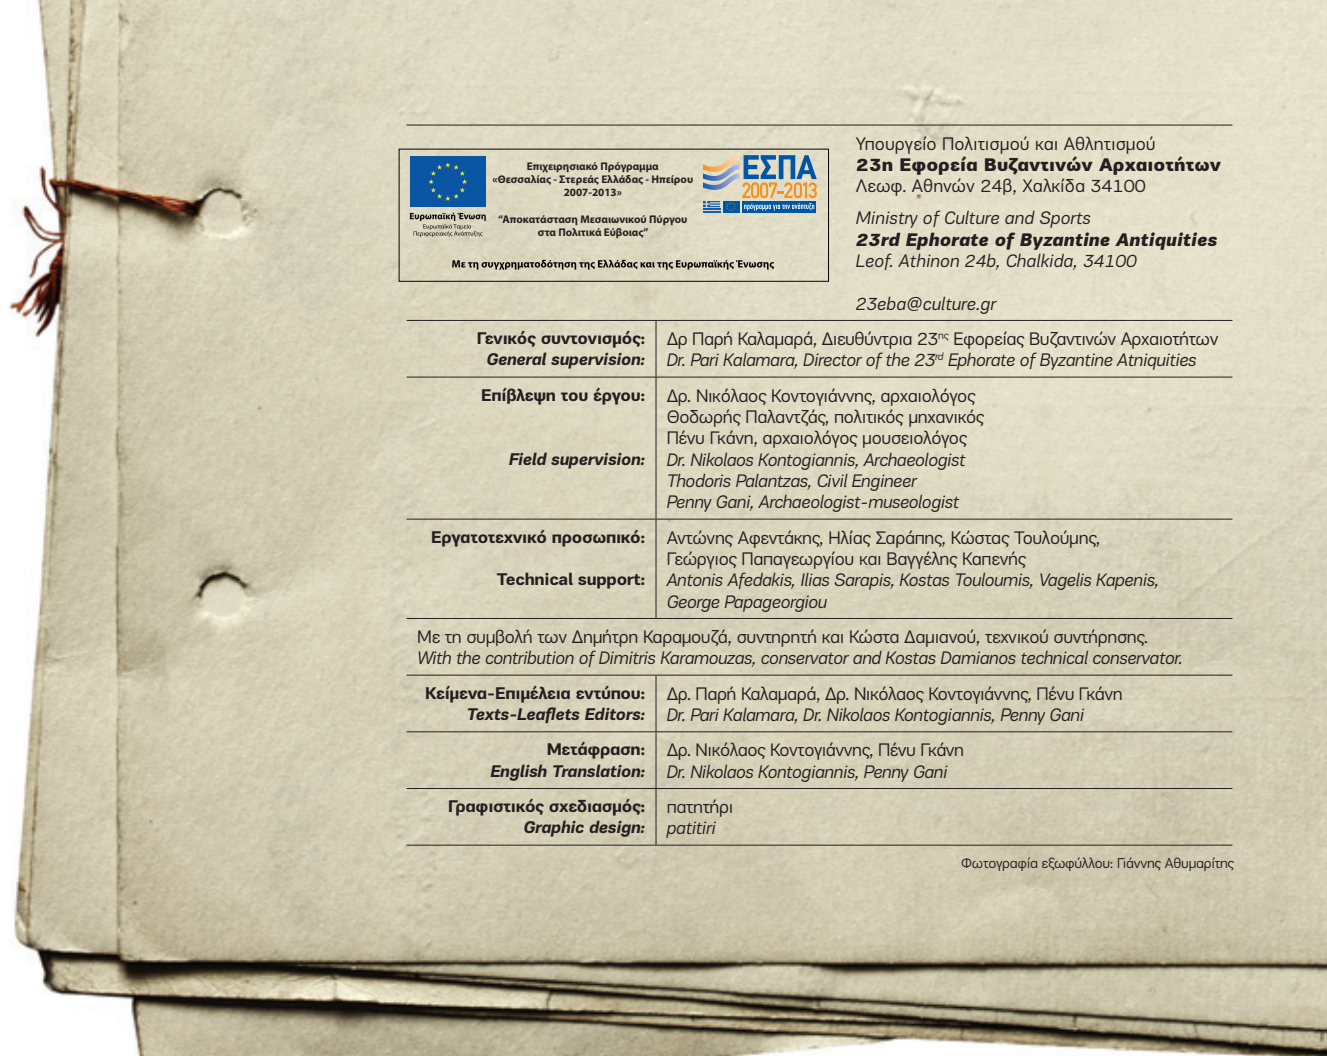 Ευρωπαϊκή Ένωση
Ευρωπαϊκό Ταμείο
Περιφερειακής Ανάπτυξης
Επιχειρησιακό Πρόγραμμα
«Θεσσαλίας - Στερεάς Ελλάδας - Ηπείρου
2007-2013»
“Αποκατάσταση Μεσαιωνικού Πύργου
στα Πολιτικά Εύβοιας”
ΕΣΠΑ
2007-2013
πρόγραμμα για την ανάπτυξη
Με τη συγχρηματοδότηση της Ελλάδας και της Ευρωπαϊκής Ένωσης
Υπουργείο Πολιτισμού και Αθλητισμού
23η Εφορεία Βυζαντινών Αρχαιοτήτων
Λεωφ. Αθηνών 24β, Χαλκίδα 34100
Ministry of Culture and Sports
23rd Ephorate of Byzantine Antiquities
Leof. Athinon 24b, Chalkida, 34100
23eba@culture.gr
Γενικός συντονισμός: Δρ Παρή Καλαμαρά, Διευθύντρια 23ης Εφορείας Βυζαντινών Αρχαιοτήτων
General supervision: Dr. Pari Kalamara, Director of the 23rd Ephorate of Byzantine Atniquities
Επίβλεψη του έργου: Δρ. Νικόλαος Κοντογιάννης, αρχαιολόγος
Θοδωρής Παλαντζάς, πολιτικός μηχανικός
Πένυ Γκάνη, αρχαιολόγος μουσειολόγος
Field supervision: Dr. Nikolaos Kontogiannis, Archaeologist
Thodoris Palantzas, Civil Engineer
Penny Gani, Archaeologist-museologist
Εργατοτεχνικό προσωπικό: Αντώνης Αφεντάκης, Ηλίας Σαράπης, Κώστας Τουλούμης,
Γεώργιος Παπαγεωργίου και Βαγγέλης Καπενής
Technical support: Antonis Afedakis, Ilias Sarapis, Kostas Touloumis, Vagelis Kapenis,
George Papageorgiou
Με τη συμβολή των Δημήτρη Καραμουζά, συντηρητή και Κώστα Δαμιανού, τεχνικού συντήρησης.
With the contribution of Dimitris Karamouzas, conservator and Kostas Damianos technical conservator.
Κείμενα-Επιμέλεια εντύπου: Δρ. Παρή Καλαμαρά, Δρ. Νικόλαος Κοντογιάννης, Πένυ Γκάνη
Texts-Leaflets Editors: Dr. Pari Kalamara, Dr. Nikolaos Kontogiannis, Penny Gani
Μετάφραση: Δρ. Νικόλαος Κοντογιάννης, Πένυ Γκάνη
English Translation: Dr. Nikolaos Kontogiannis, Penny Gani
Γραφιστικός σχεδιασμός: πατητήρι
Graphic design: patitiri
Φωτογραφία εξωφύλλου: Γιάννης Αθυμαρίτης